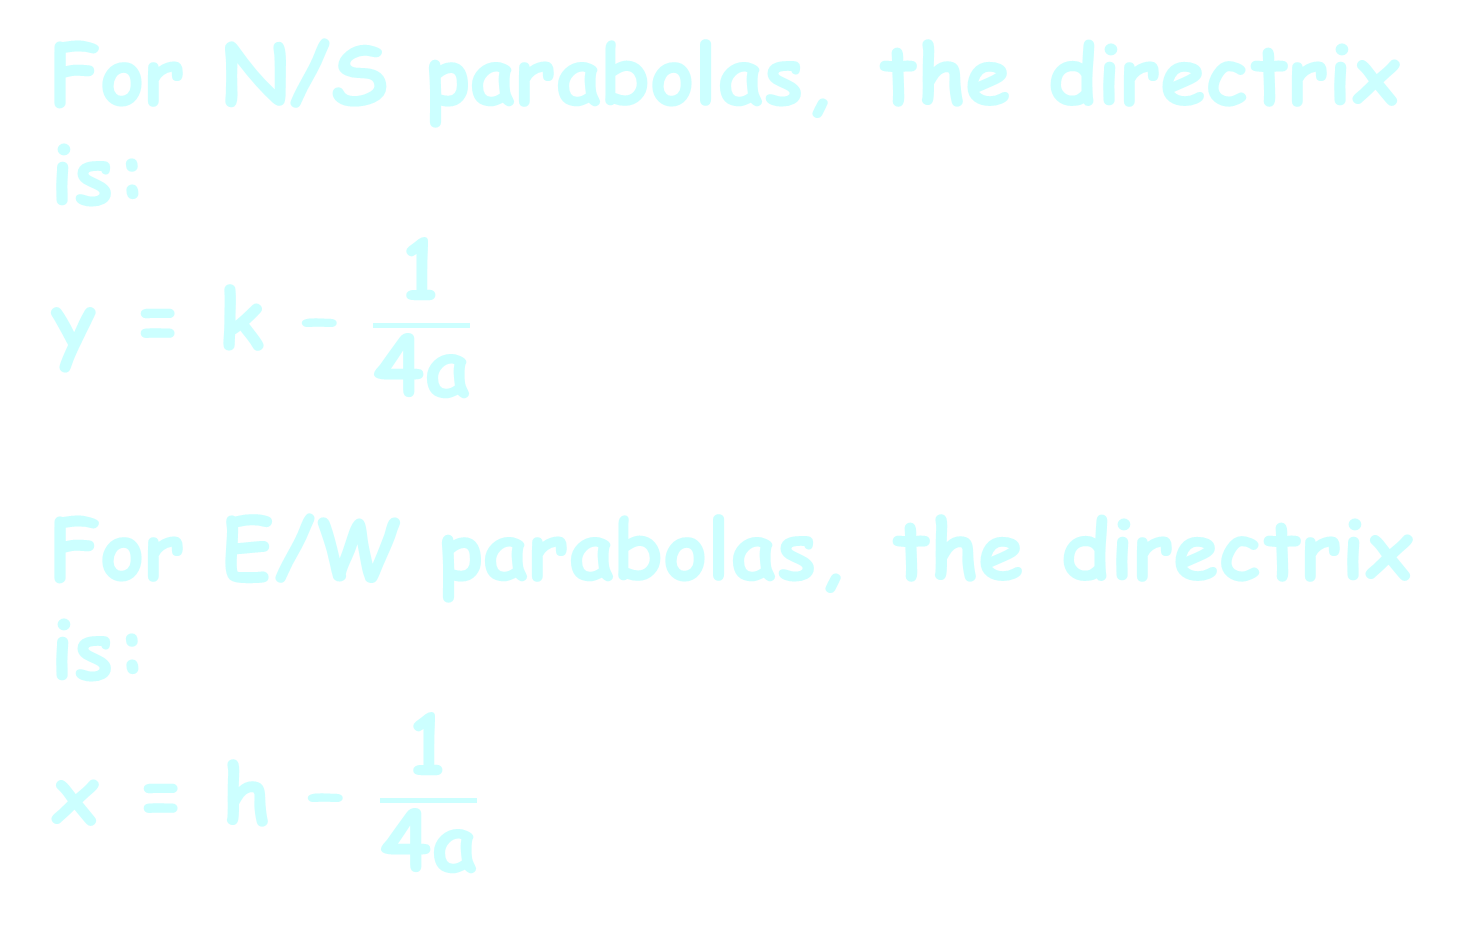 For N/S parabolas, the directrix
is:
y = k - 1/4a
For E/W parabolas, the directrix
is:
x = h - 1/4a